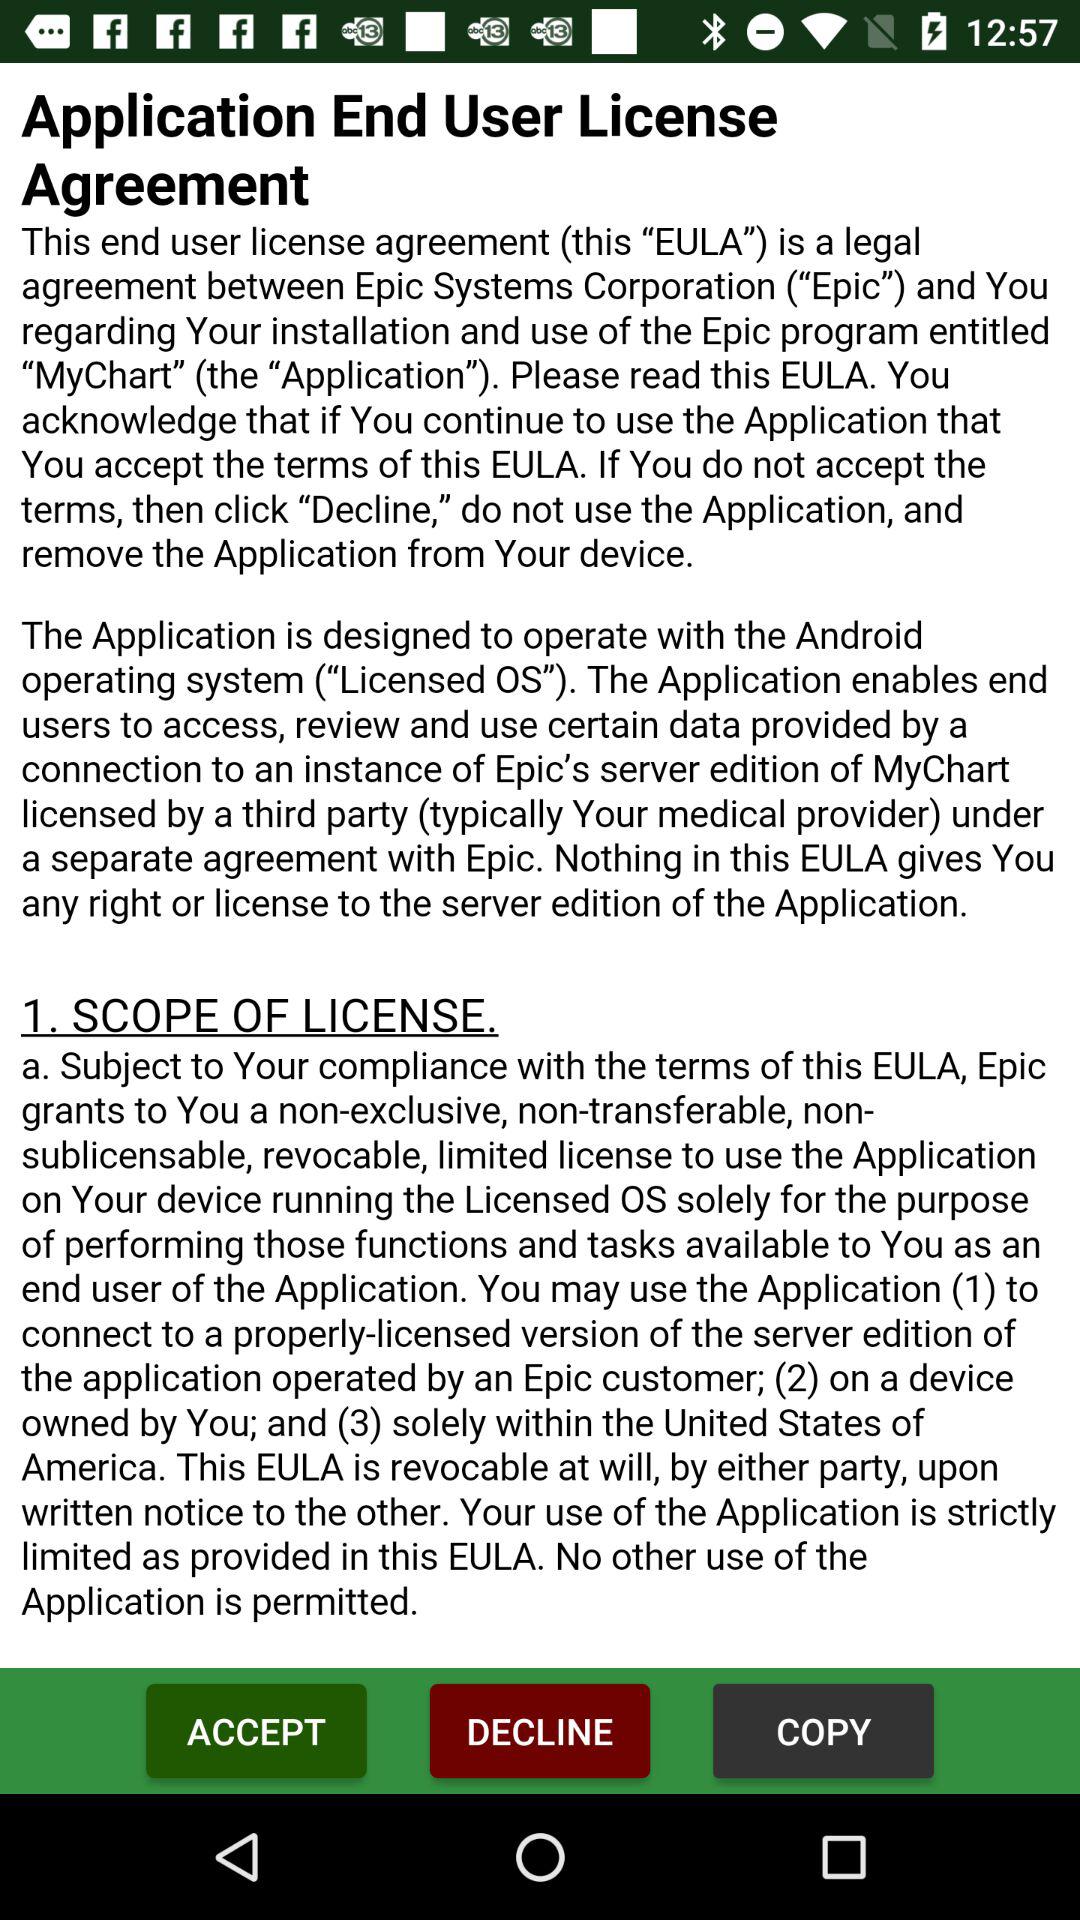 abc13 abc13 abc13 12:57
Application End User License
Agreement
This end user license agreement (this “EULA”) is a legal
agreement between Epic Systems Corporation (“Epic”) and You
regarding Your installation and use of the Epic program entitled
“MyChart” (the “Application”). Please read this EULA. You
acknowledge that if You continue to use the Application that
You accept the terms of this EULA. If You do not accept the
terms, then click “Decline,” do not use the Application, and
remove the Application from Your device.
The Application is designed to operate with the Android
operating system (“Licensed OS”). The Application enables end
users to access, review and use certain data provided by a
connection to an instance of Epic’s server edition of MyChart
licensed by a third party (typically Your medical provider) under
a separate agreement with Epic. Nothing in this EULA gives You
any right or license to the server edition of the Application.
1. SCOPE OF LICENSE.
a. Subject to Your compliance with the terms of this EULA, Epic
grants to You a non-exclusive, non-transferable, non-
sublicensable, revocable, limited license to use the Application
on Your device running the Licensed OS solely for the purpose
of performing those functions and tasks available to You as an
end user of the Application. You may use the Application (1) to
connect to a properly-licensed version of the server edition of
the application operated by an Epic customer; (2) on a device
owned by You; and (3) solely within the United States of
America. This EULA is revocable at will, by either party, upon
written notice to the other. Your use of the Application is strictly
limited as provided in this EULA. No other use of the
Application is permitted.
ACCEPT DECLINE COPY